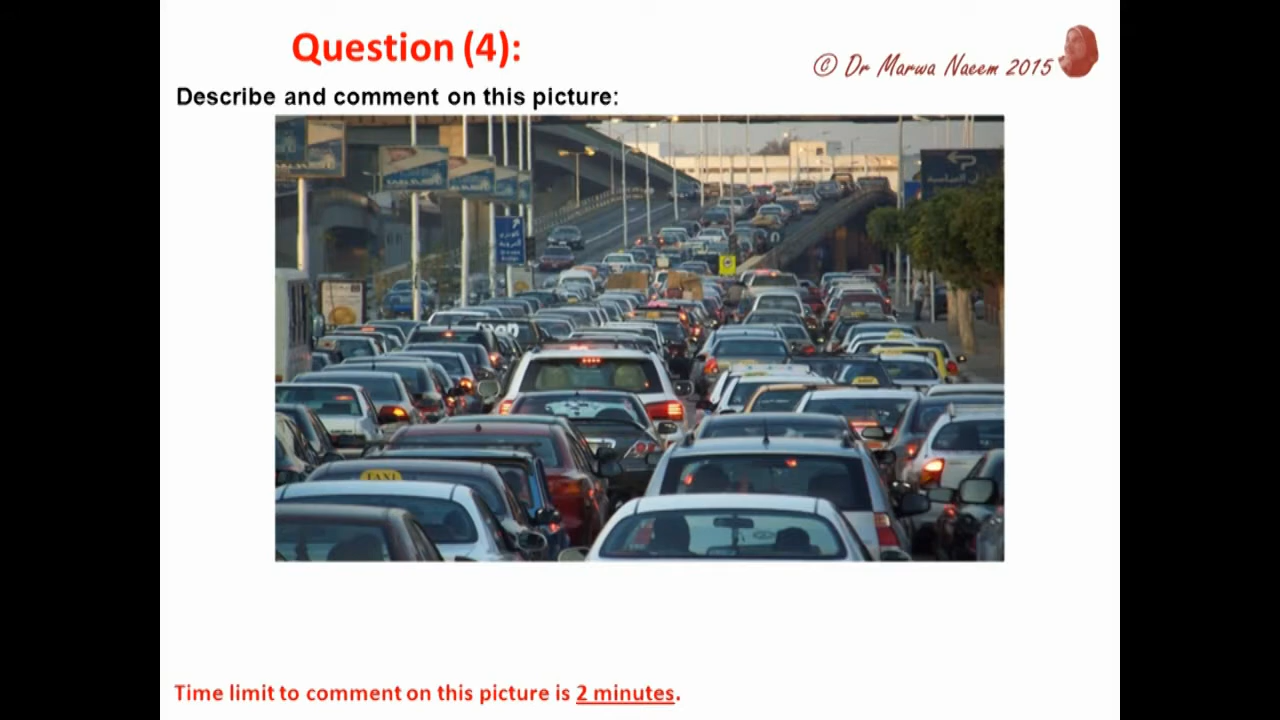 Question (4):
© Dr Marwa Naeem 2015
Describe and comment on this picture:
TAXI
Time limit to comment on this picture is 2 minutes.